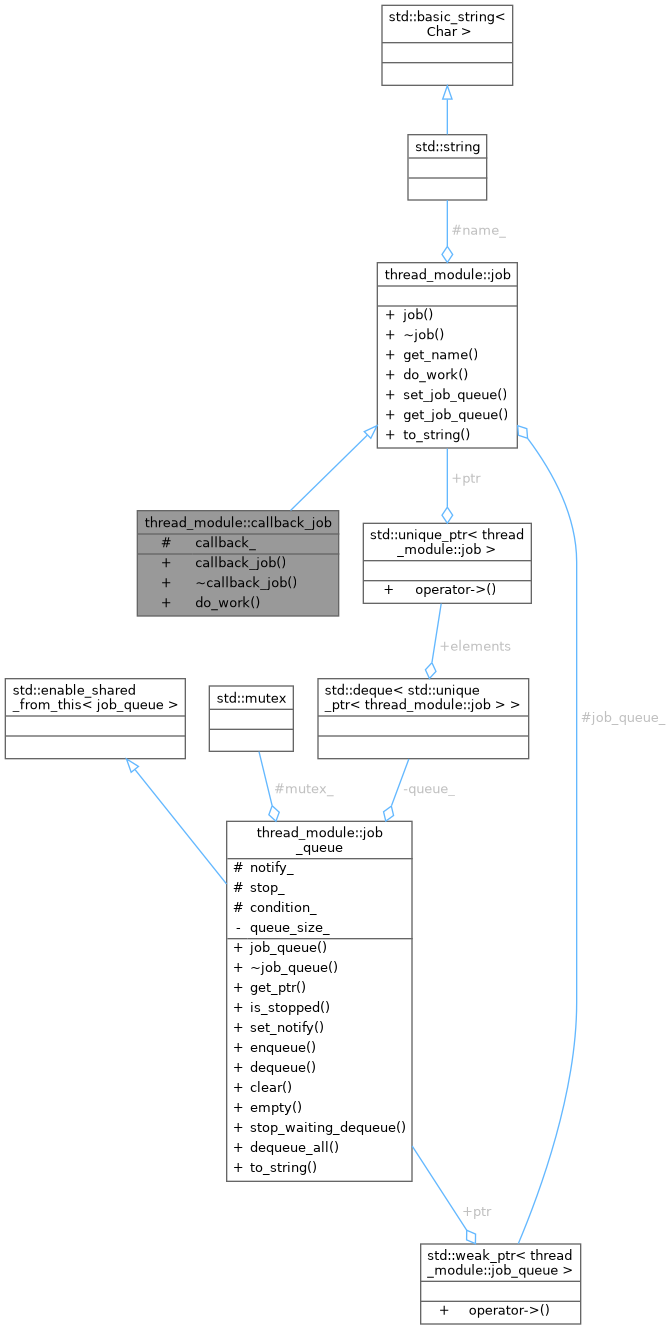 std::basic_string<
Char >
std::string
#name_
thread_module::job
+ job()
+ ~job()
+ get_name()
+ do_work()
+ set_job_queue()
+ get_job_queue()
+ to_string()
+ptr
thread_module::callback_job
# callback_
+ callback_job()
+ ~callback_job()
+ do_work()
std::unique_ptr< thread
_module::job >
+ operator->()
+elements
std::enable_shared
_from_this< job_queue >
std::mutex
std::deque< std::unique
_ptr< thread_module::job > >
#job_queue_
#mutex_
-queue_
thread_module::job
_queue
# notify_
# stop_
# condition_
- queue_size_
+ job_queue()
+ ~job_queue()
+ get_ptr()
+ is_stopped()
+ set_notify()
+ enqueue()
+ dequeue()
+ clear()
+ empty()
+ stop_waiting_dequeue()
+ dequeue_all()
+ to_string()
+ptr
std::weak_ptr< thread
_module::job_queue >
+ operator->()